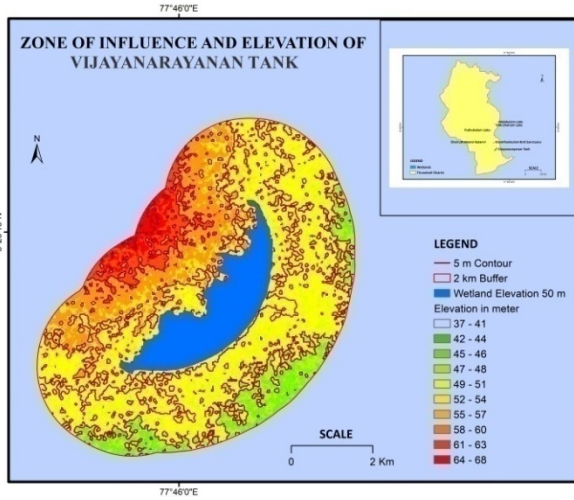 77°46'0"E
ZONE OF INFLUENCE AND ELEVATION OF
VIJAYANARAYANAN TANK
N
LEGEND
SCALE
LEGEND
5 m Contour
2 km Buffer
Wetland Elevation 50 m
Elevation in meter
37 - 41
42 - 44
45 - 46
47 - 48
49 - 51
52 - 54
55 - 57
58 - 60
61 - 63
64 - 68
SCALE
0 2 Km
77°46'0"E